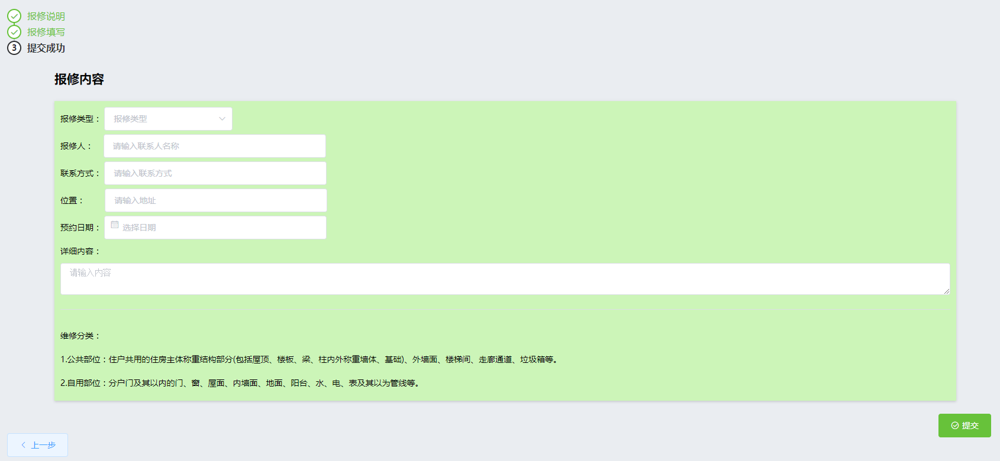 报修说明
报修填写
3 提交成功
报修内容
报修类型： 报修类型
报修人： 请输入联系人名称
联系方式： 请输入联系方式
位置： 请输入地址
预约日期： 选择日期
详细内容：
请输入内容
维修分类：
1.公共部位：住户共用的住房主体称重结构部分(包括屋顶、楼板、梁、柱内外称重墙体、基础)、外墙面、楼梯间、走廊通道、垃圾箱等。
2.自用部位：分户门及其以内的门、窗、屋面、内墙面、地面、阳台、水、电、表及其以为管线等。
提交
上一步